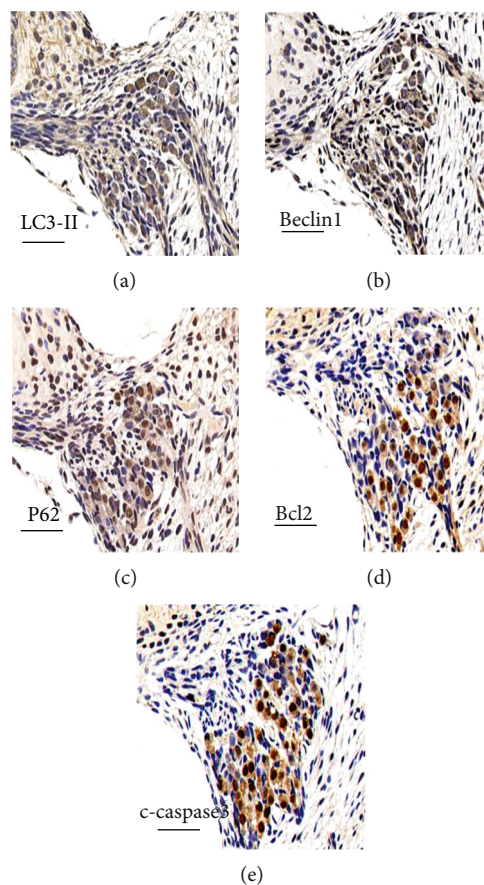 LC3-II
Beclin1
(a)
(b)
P62
Bcl2
(c)
(d)
c-caspase3
(e)